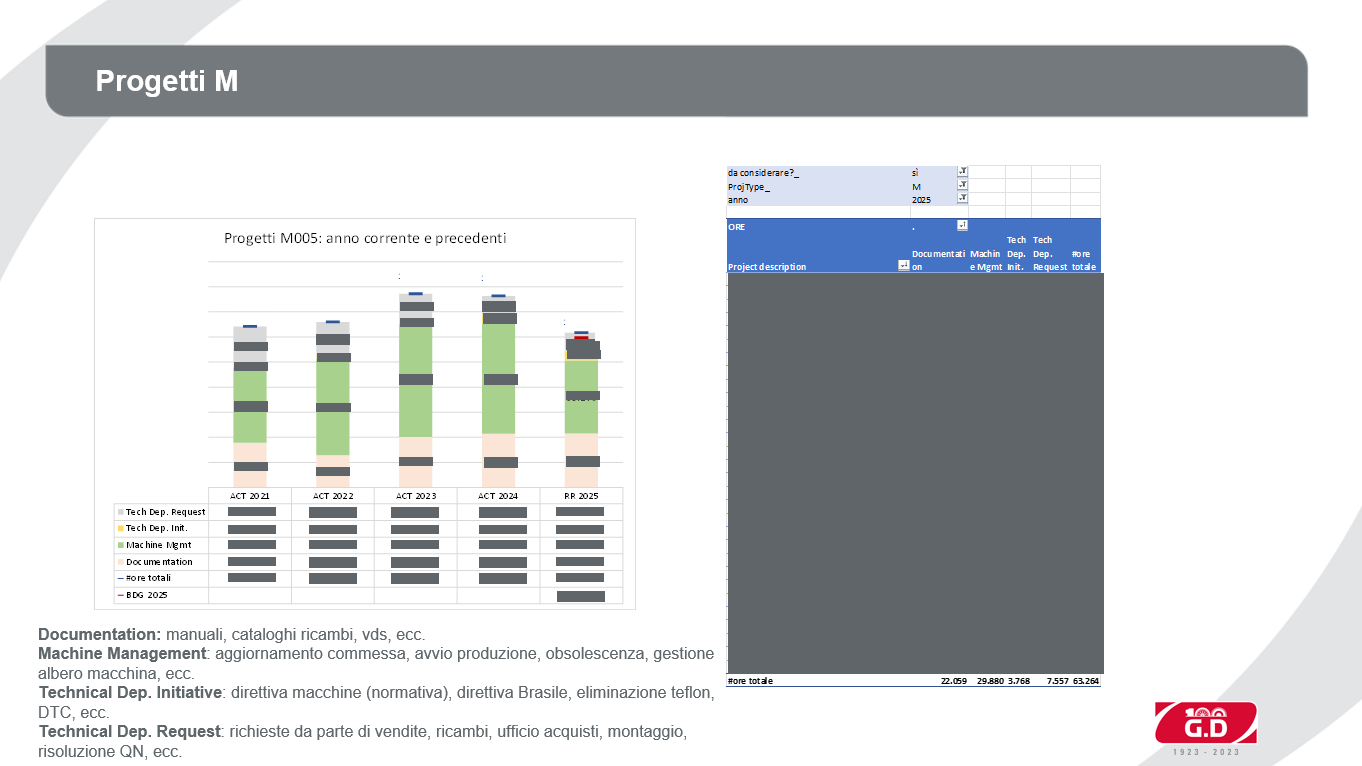 Progetti M
Progetti M005: anno corrente e precedenti
ACT 2021 ACT 2022 ACT 2023 ACT 2024 RR 2025
Tech Dep. Request
Tech Dep. Init.
Machine Mgmt
Documentation
#ore totali
BDG 2025
Documentation: manuali, cataloghi ricambi, vds, ecc.
Machine Management: aggiornamento commessa, avvio produzione, obsolescenza, gestione
albero macchina, ecc.
Technical Dep. Initiative: direttiva macchine (normativa), direttiva Brasile, eliminazione teflon,
DTC, ecc.
Technical Dep. Request: richieste da parte di vendite, ricambi, ufficio acquisti, montaggio,
risoluzione QN, ecc.
da considerare?_ sì
ProjType_ M
anno 2025
ORE .
Tech Tech
Documentati Machin Dep. Dep. #ore
Project description on e Mgmt Init. Request totale
#ore totale 22.059 29.880 3.768 7.557 63.264
100
G.D
1923 - 2023